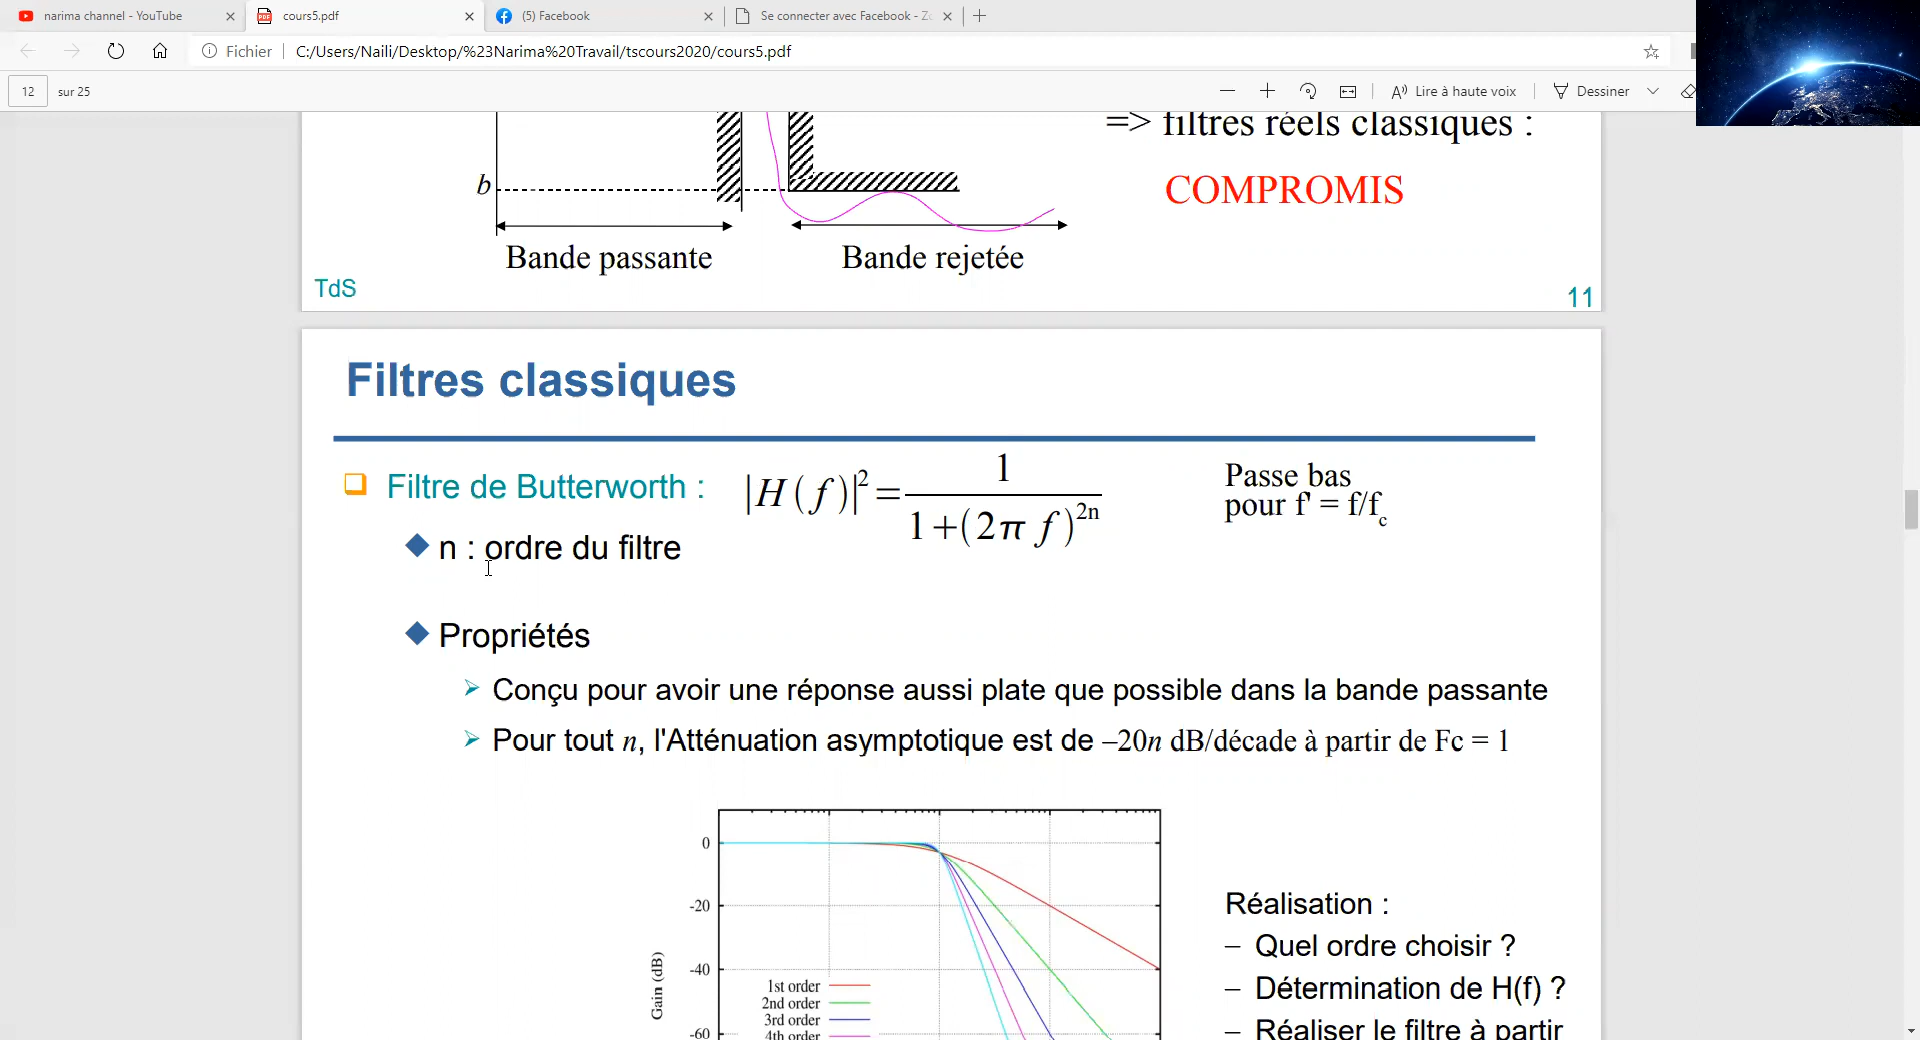 narima channel - YouTube
cours5.pdf
(5) Facebook
Se connecter avec Facebook - Zo
Fichier
C:/Users/Naili/Desktop/%23Narima%20Travail/tscours2020/cours5.pdf
12 sur 25
Lire à haute voix
Dessiner
=> filtres réels classiques :
b
COMPROMIS
Bande passante
Bande rejetée
TdS
11
Filtres classiques
Filtre de Butterworth : |H(f)|²=1/(1+(2π f)^2n)
Passe bas
pour f' = f/fc
n : ordre du filtre
Propriétés
Conçu pour avoir une réponse aussi plate que possible dans la bande passante
Pour tout n, l'Atténuation asymptotique est de –20n dB/décade à partir de Fc = 1
0
-20
-40
-60
Gain (dB)
1st order
2nd order
3rd order
4th order
Réalisation :
– Quel ordre choisir ?
– Détermination de H(f) ?
– Réaliser le filtre à partir